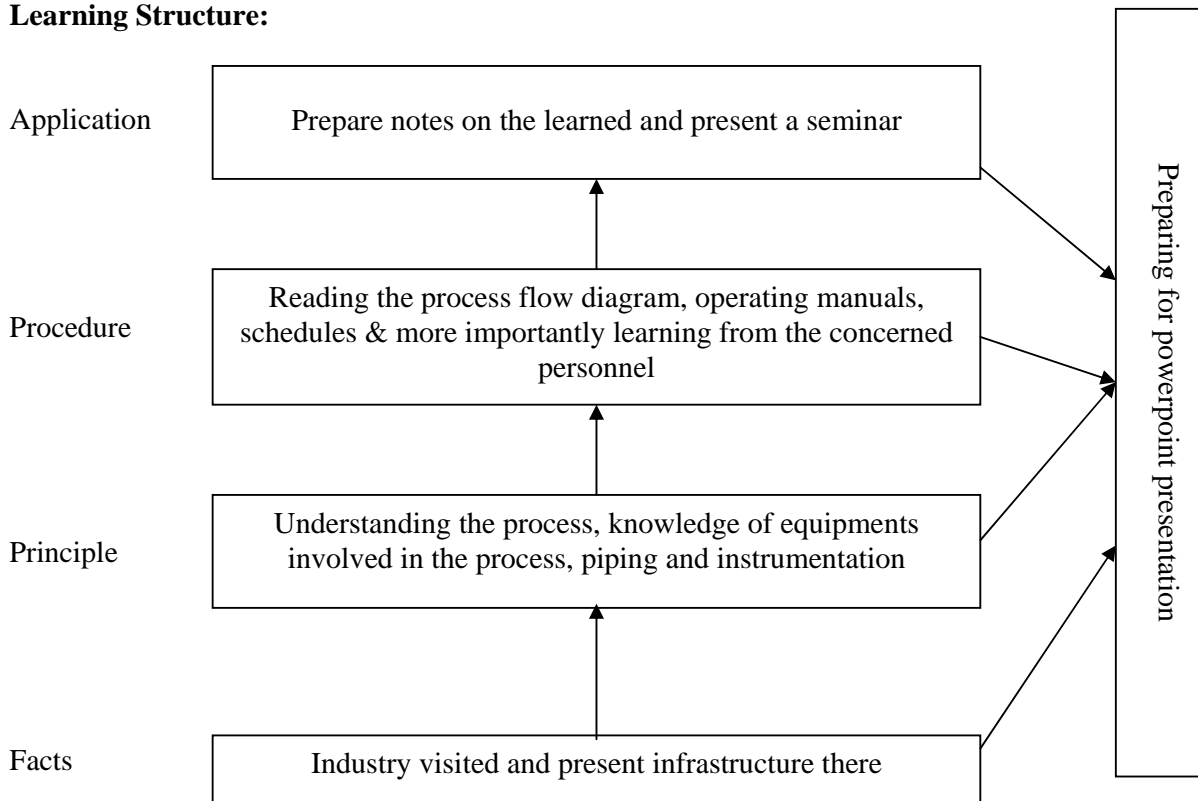 Learning Structure:
Application
Prepare notes on the learned and present a seminar
Procedure
Reading the process flow diagram, operating manuals,
schedules & more importantly learning from the concerned
personnel
Principle
Understanding the process, knowledge of equipments
involved in the process, piping and instrumentation
Facts
Industry visited and present infrastructure there
Preparing for powerpoint presentation